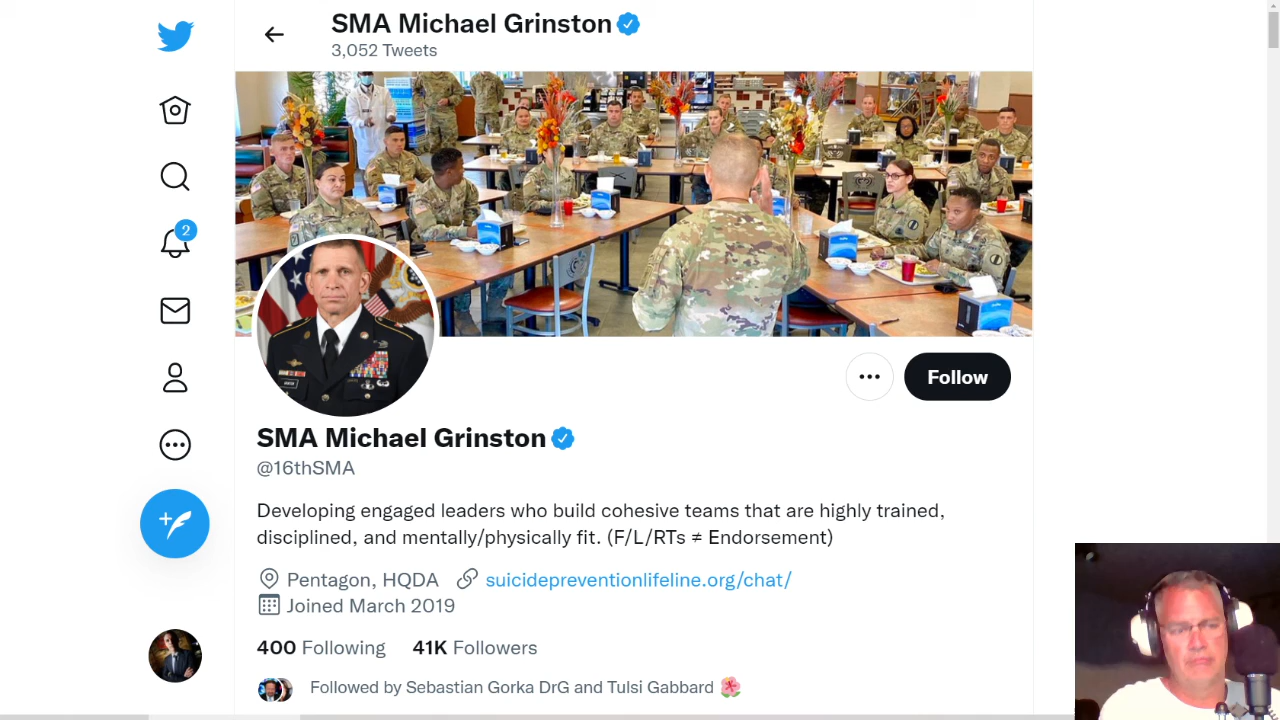 SMA Michael Grinston
3,052 Tweets
2
Follow
SMA Michael Grinston
@16thSMA
Developing engaged leaders who build cohesive teams that are highly trained,
disciplined, and mentally/physically fit. (F/L/RTs ≠ Endorsement)
Pentagon, HQDA suicidepreventionlifeline.org/chat/
Joined March 2019
400 Following 41K Followers
Followed by Sebastian Gorka DrG and Tulsi Gabbard 🌺